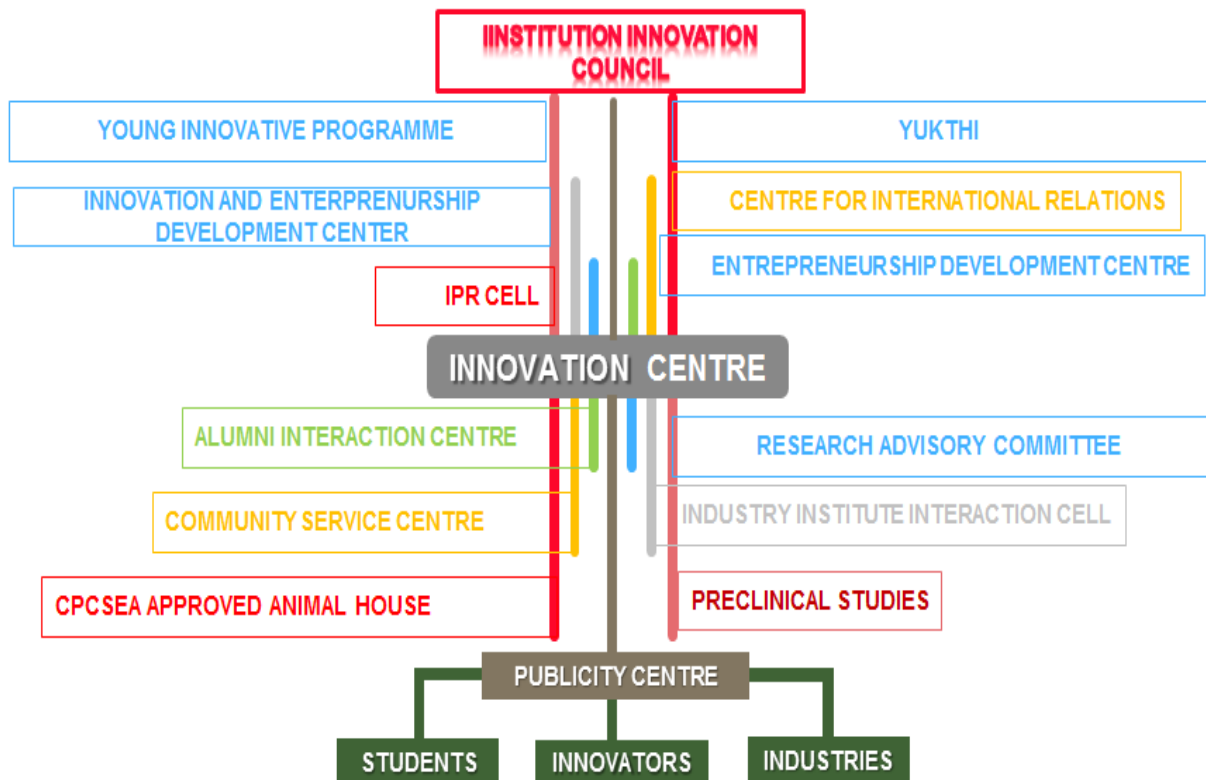 IINSTITUTION INNOVATION
COUNCIL
YOUNG INNOVATIVE PROGRAMME
YUKTHI
INNOVATION AND ENTERPRENURSHIP
DEVELOPMENT CENTER
CENTRE FOR INTERNATIONAL RELATIONS
ENTREPRENEURSHIP DEVELOPMENT CENTRE
IPR CELL
INNOVATION CENTRE
ALUMNI INTERACTION CENTRE
RESEARCH ADVISORY COMMITTEE
COMMUNITY SERVICE CENTRE
INDUSTRY INSTITUTE INTERACTION CELL
CPCSEA APPROVED ANIMAL HOUSE
PRECLINICAL STUDIES
PUBLICITY CENTRE
STUDENTS
INNOVATORS
INDUSTRIES